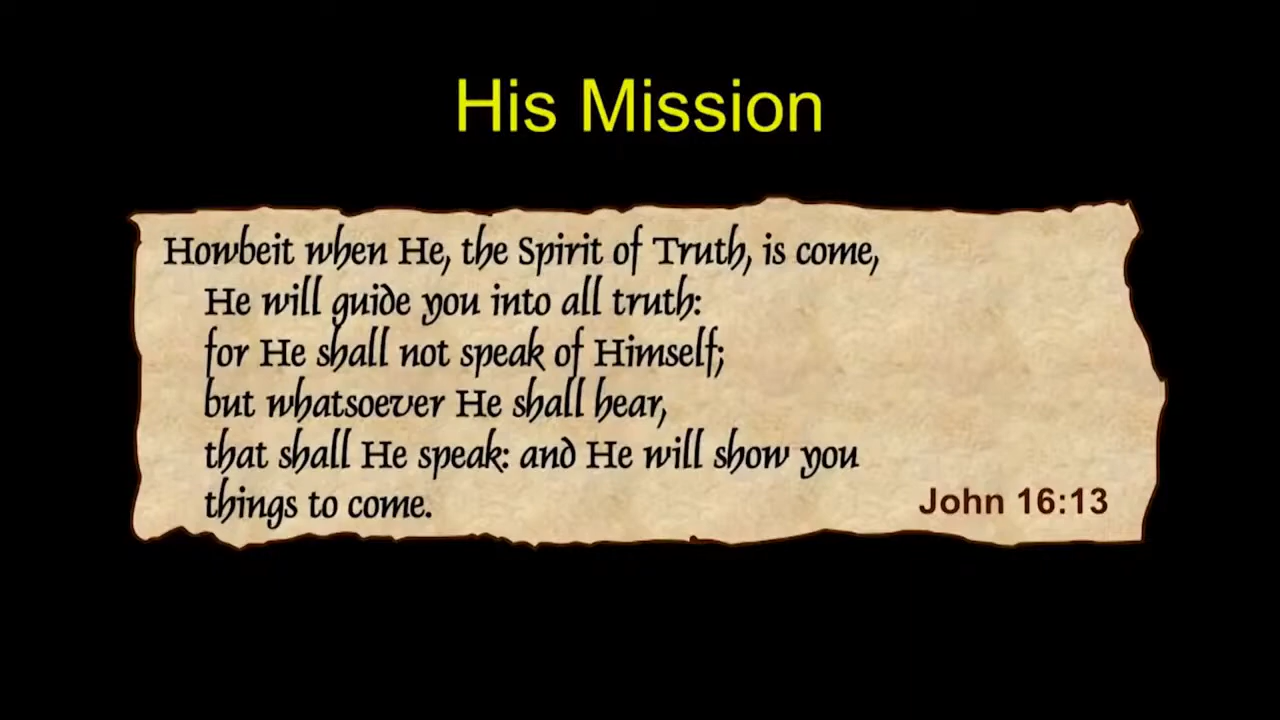 His Mission
Howbeit when He, the Spirit of Truth, is come,
He will guide you into all truth:
for He shall not speak of Himself;
but whatsoever He shall hear,
that shall He speak: and He will show you
things to come.
John 16:13